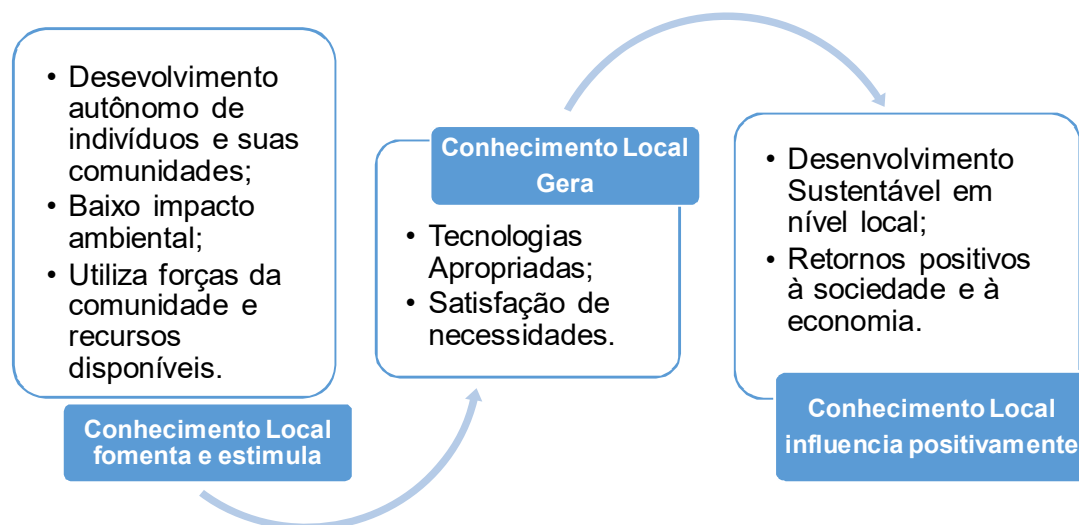 • Desevolvimento
autônomo de
indivíduos e suas
comunidades;
• Baixo impacto
ambiental;
• Utiliza forças da
comunidade e
recursos
disponíveis.
Conhecimento Local
fomenta e estimula
Conhecimento Local
Gera
• Tecnologias
Apropriadas;
• Satisfação de
necessidades.
• Desenvolvimento
Sustentável em
nível local;
• Retornos positivos
à sociedade e à
economia.
Conhecimento Local
influencia positivamente